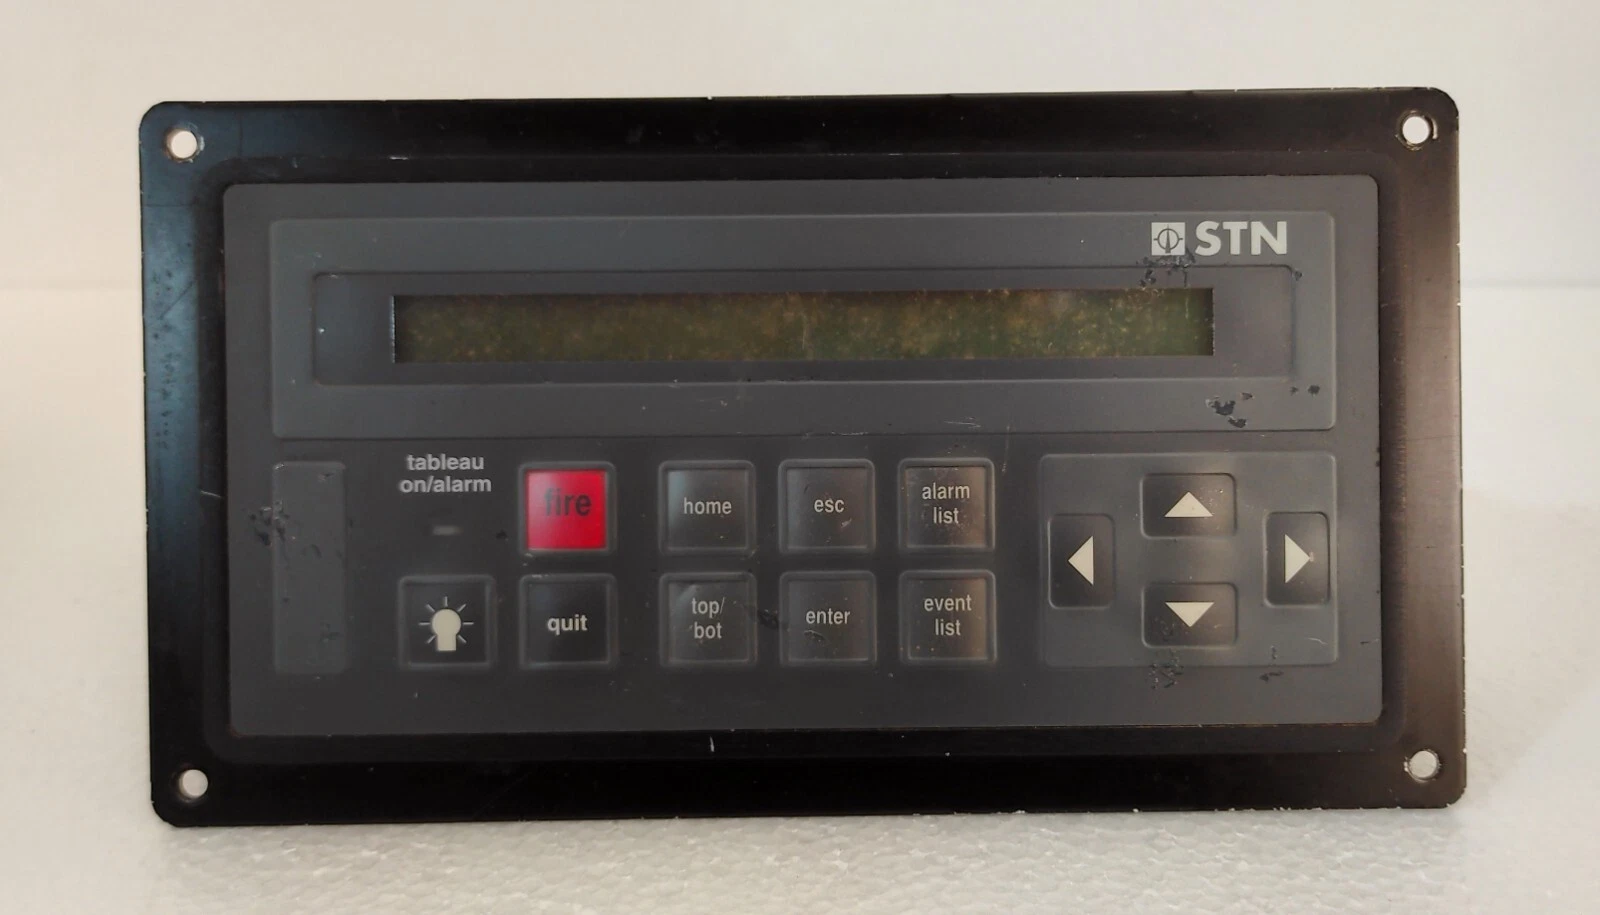 STN
tableau
on/alarm
fire
home
esc
alarm
list
quit
top/
bot
enter
event
list